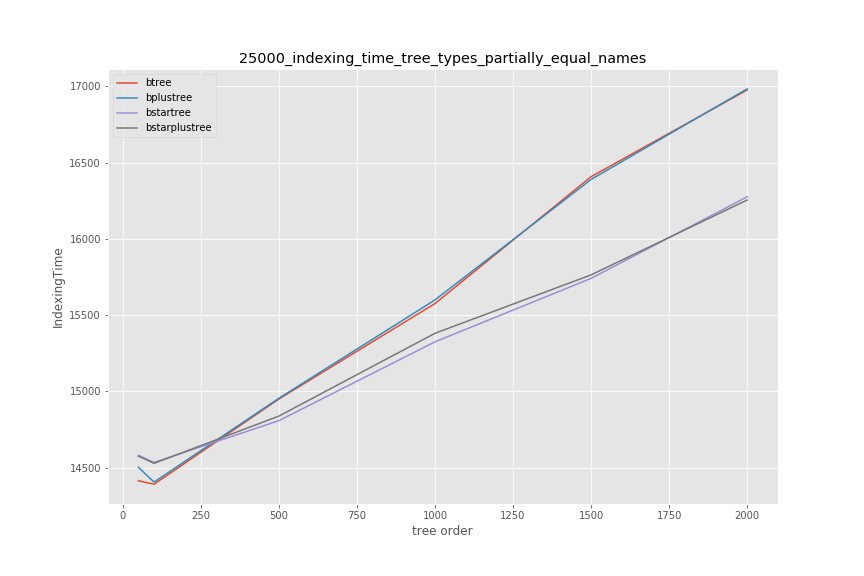 25000_indexing_time_tree_types_partially_equal_names
btree
bplustree
bstartree
bstarplustree
17000
16500
16000
15500
15000
14500
IndexingTime
0 250 500 750 1000 1250 1500 1750 2000
tree order